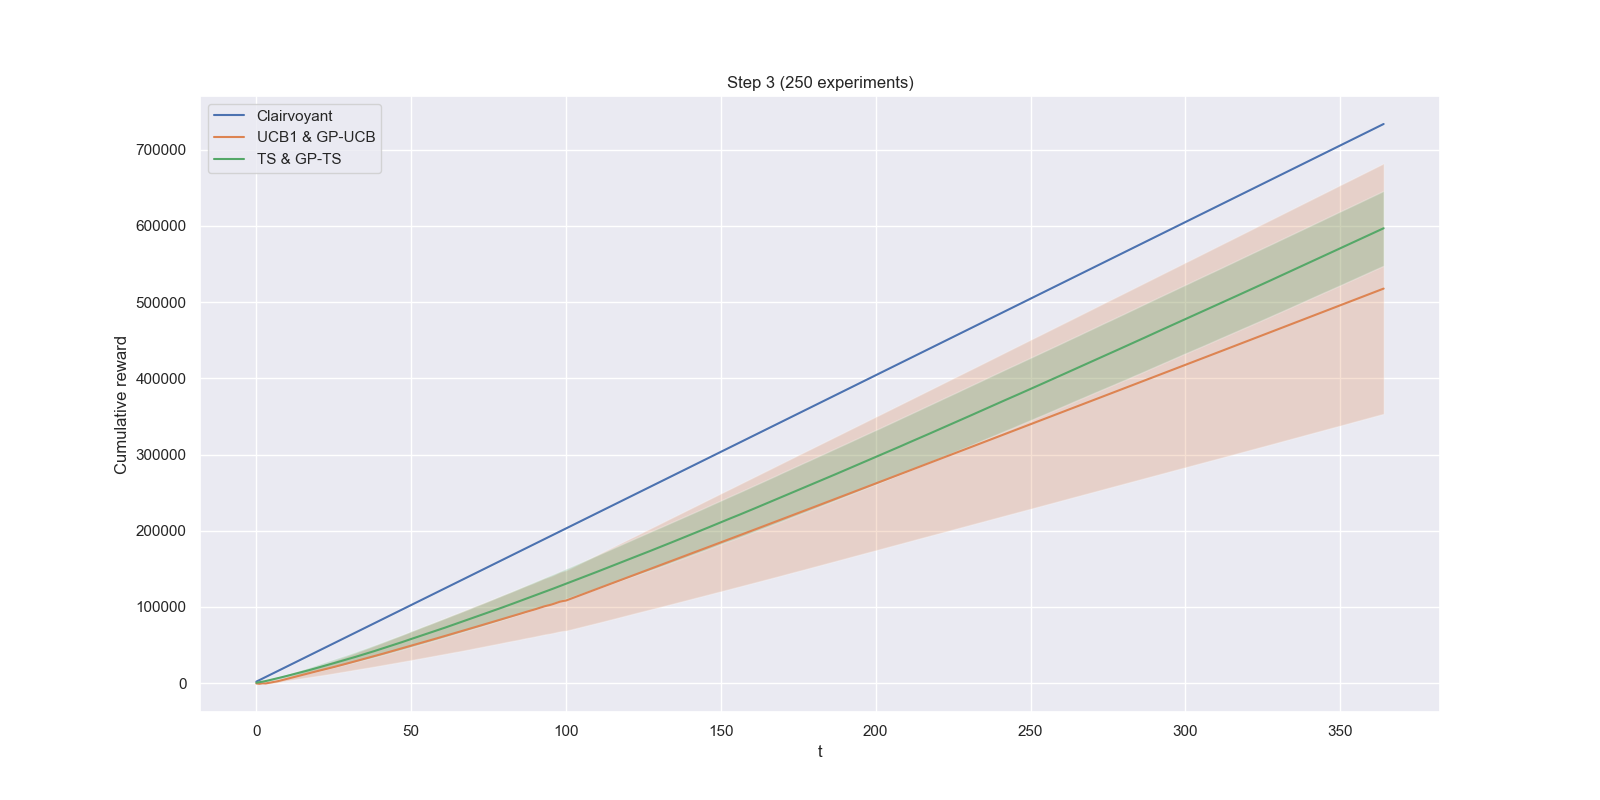 Step 3 (250 experiments)
Clairvoyant
UCB1 & GP-UCB
TS & GP-TS
Cumulative reward
700000
600000
500000
400000
300000
200000
100000
0
0 50 100 150 200 250 300 350
t